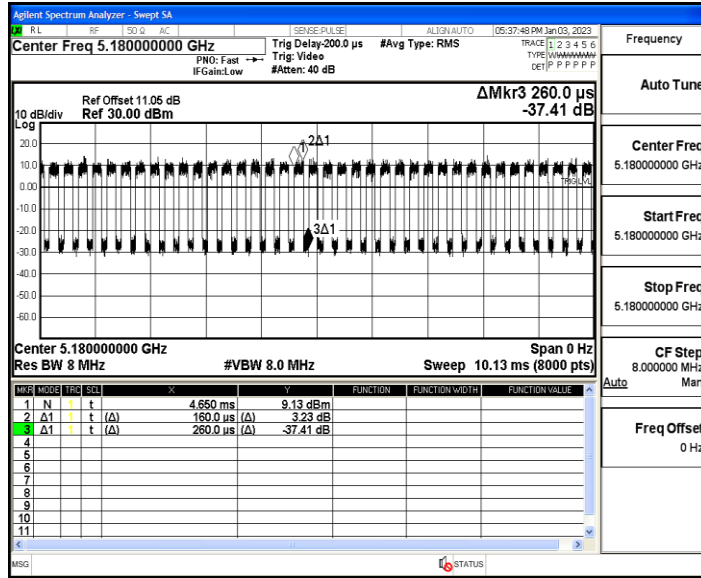 Agilent Spectrum Analyzer - Swept SA
LXI RL RF 50 Ω AC SENSE:PULSE ALIGN AUTO 05:37:48 PM Jan 03, 2023
Center Freq 5.180000000 GHz
PNO: Fast
IFGain:Low
Trig Delay-200.0 µs
Trig: Video
#Atten: 40 dB
#Avg Type: RMS
TRACE 1 2 3 4 5 6
TYPE WWWWWW
DET P P P P P P
Ref Offset 11.05 dB
10 dB/div Ref 30.00 dBm
ΔMkr3 260.0 µs
-37.41 dB
Log
20.0
10.0
0.00
-10.0
-20.0
-30.0
-40.0
-50.0
-60.0
2Δ1
TRIG LVL
3Δ1
Center 5.180000000 GHz Span 0 Hz
Res BW 8 MHz #VBW 8.0 MHz Sweep 10.13 ms (8000 pts)
MKR MODE TRC SCL X Y FUNCTION FUNCTION WIDTH FUNCTION VALUE
1 N 1 t 4.650 ms 9.13 dBm
2 Δ1 1 t (Δ) 160.0 µs (Δ) 3.23 dB
3 Δ1 1 t (Δ) 260.0 µs (Δ) -37.41 dB
4
5
6
7
8
9
10
11
MSG STATUS
Frequency
Auto Tune
Center Freq
5.180000000 GHz
Start Freq
5.180000000 GHz
Stop Freq
5.180000000 GHz
CF Step
8.000000 MHz
Auto Man
Freq Offset
0 Hz